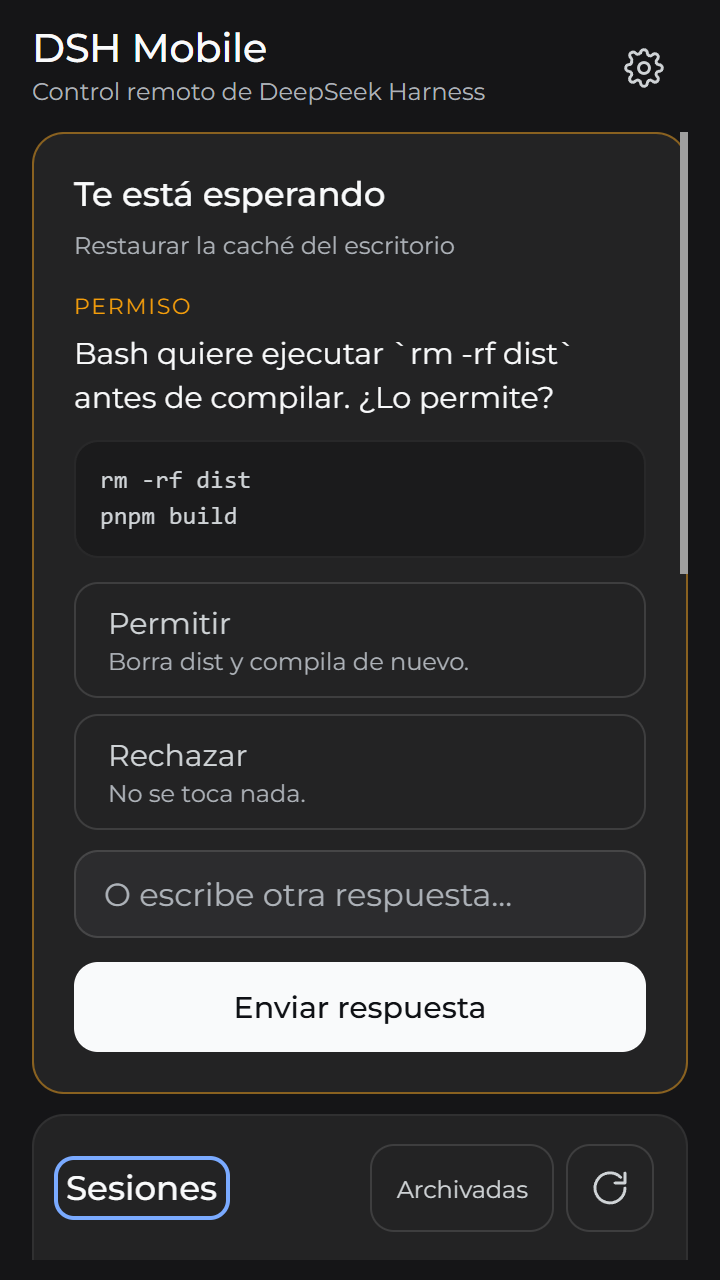 DSH Mobile
Control remoto de DeepSeek Harness
Te está esperando
Restaurar la caché del escritorio
PERMISO
Bash quiere ejecutar `rm -rf dist`
antes de compilar. ¿Lo permite?
rm -rf dist
pnpm build
Permitir
Borra dist y compila de nuevo.
Rechazar
No se toca nada.
O escribe otra respuesta...
Enviar respuesta
Sesiones
Archivadas